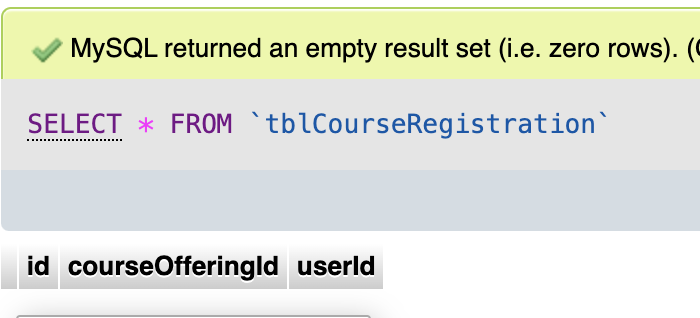 MySQL returned an empty result set (i.e. zero rows).
SELECT * FROM `tblCourseRegistration`
id courseOfferingId userId